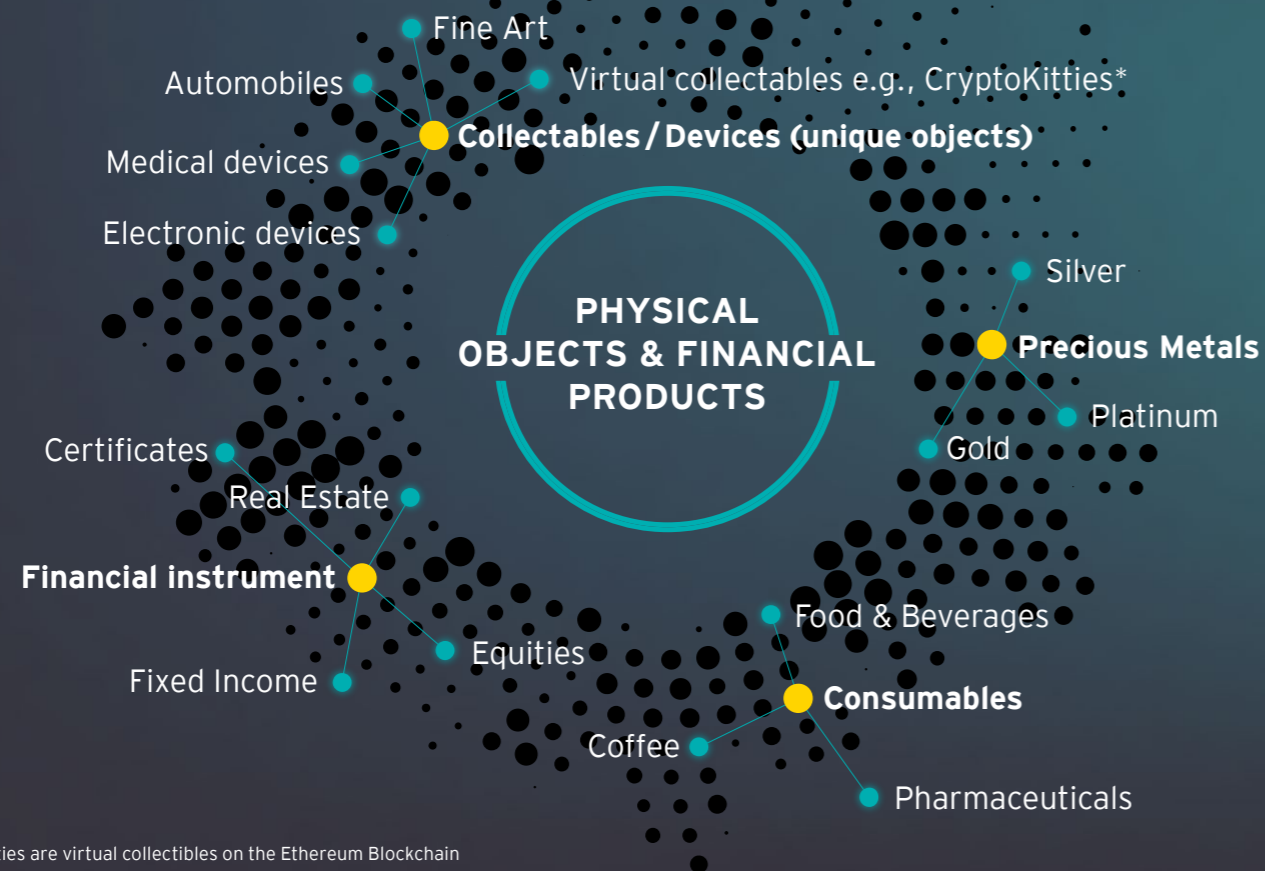 Fine Art
Automobiles
Virtual collectables e.g., CryptoKitties*
Collectables / Devices (unique objects)
Medical devices
Electronic devices
PHYSICAL
OBJECTS & FINANCIAL
PRODUCTS
Silver
Precious Metals
Platinum
Gold
Certificates
Real Estate
Financial instrument
Equities
Fixed Income
Food & Beverages
Consumables
Coffee
Pharmaceuticals
are virtual collectibles on the Ethereum Blockchain